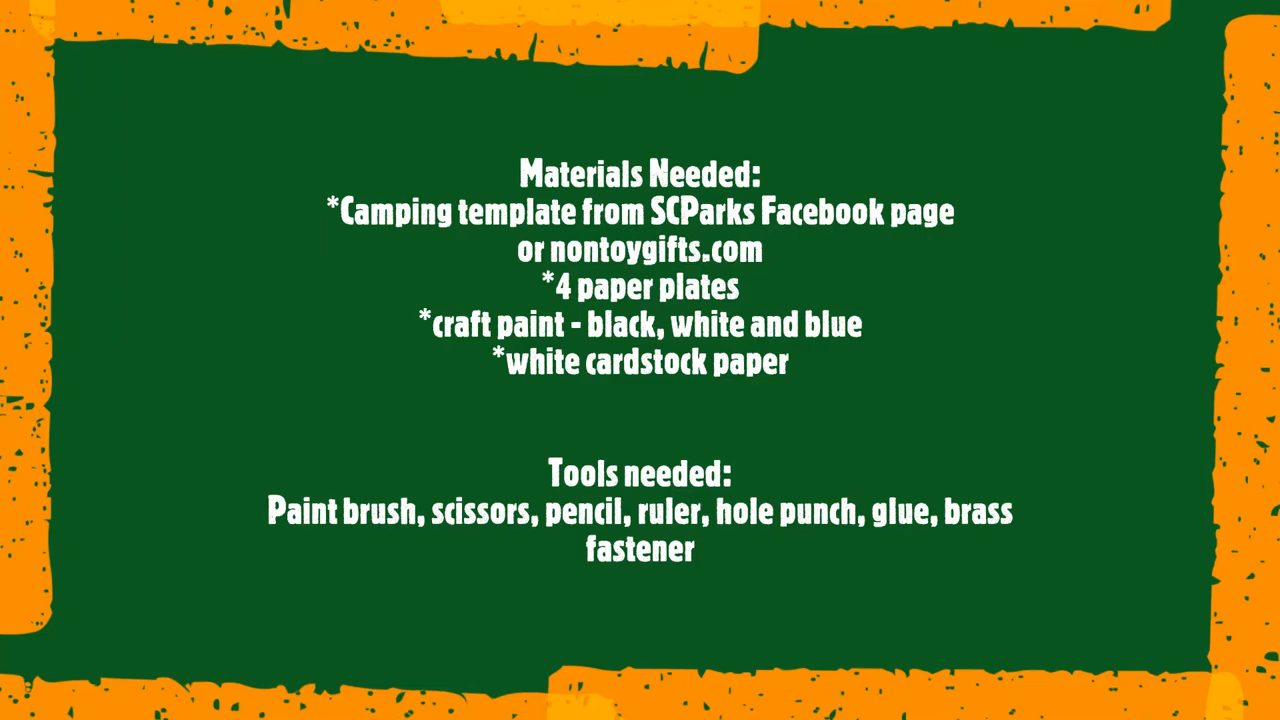 Materials Needed:
*Camping template from SCParks Facebook page
or nontoygifts.com
*4 paper plates
*craft paint - black, white and blue
*white cardstock paper
Tools needed:
Paint brush, scissors, pencil, ruler, hole punch, glue, brass
fastener